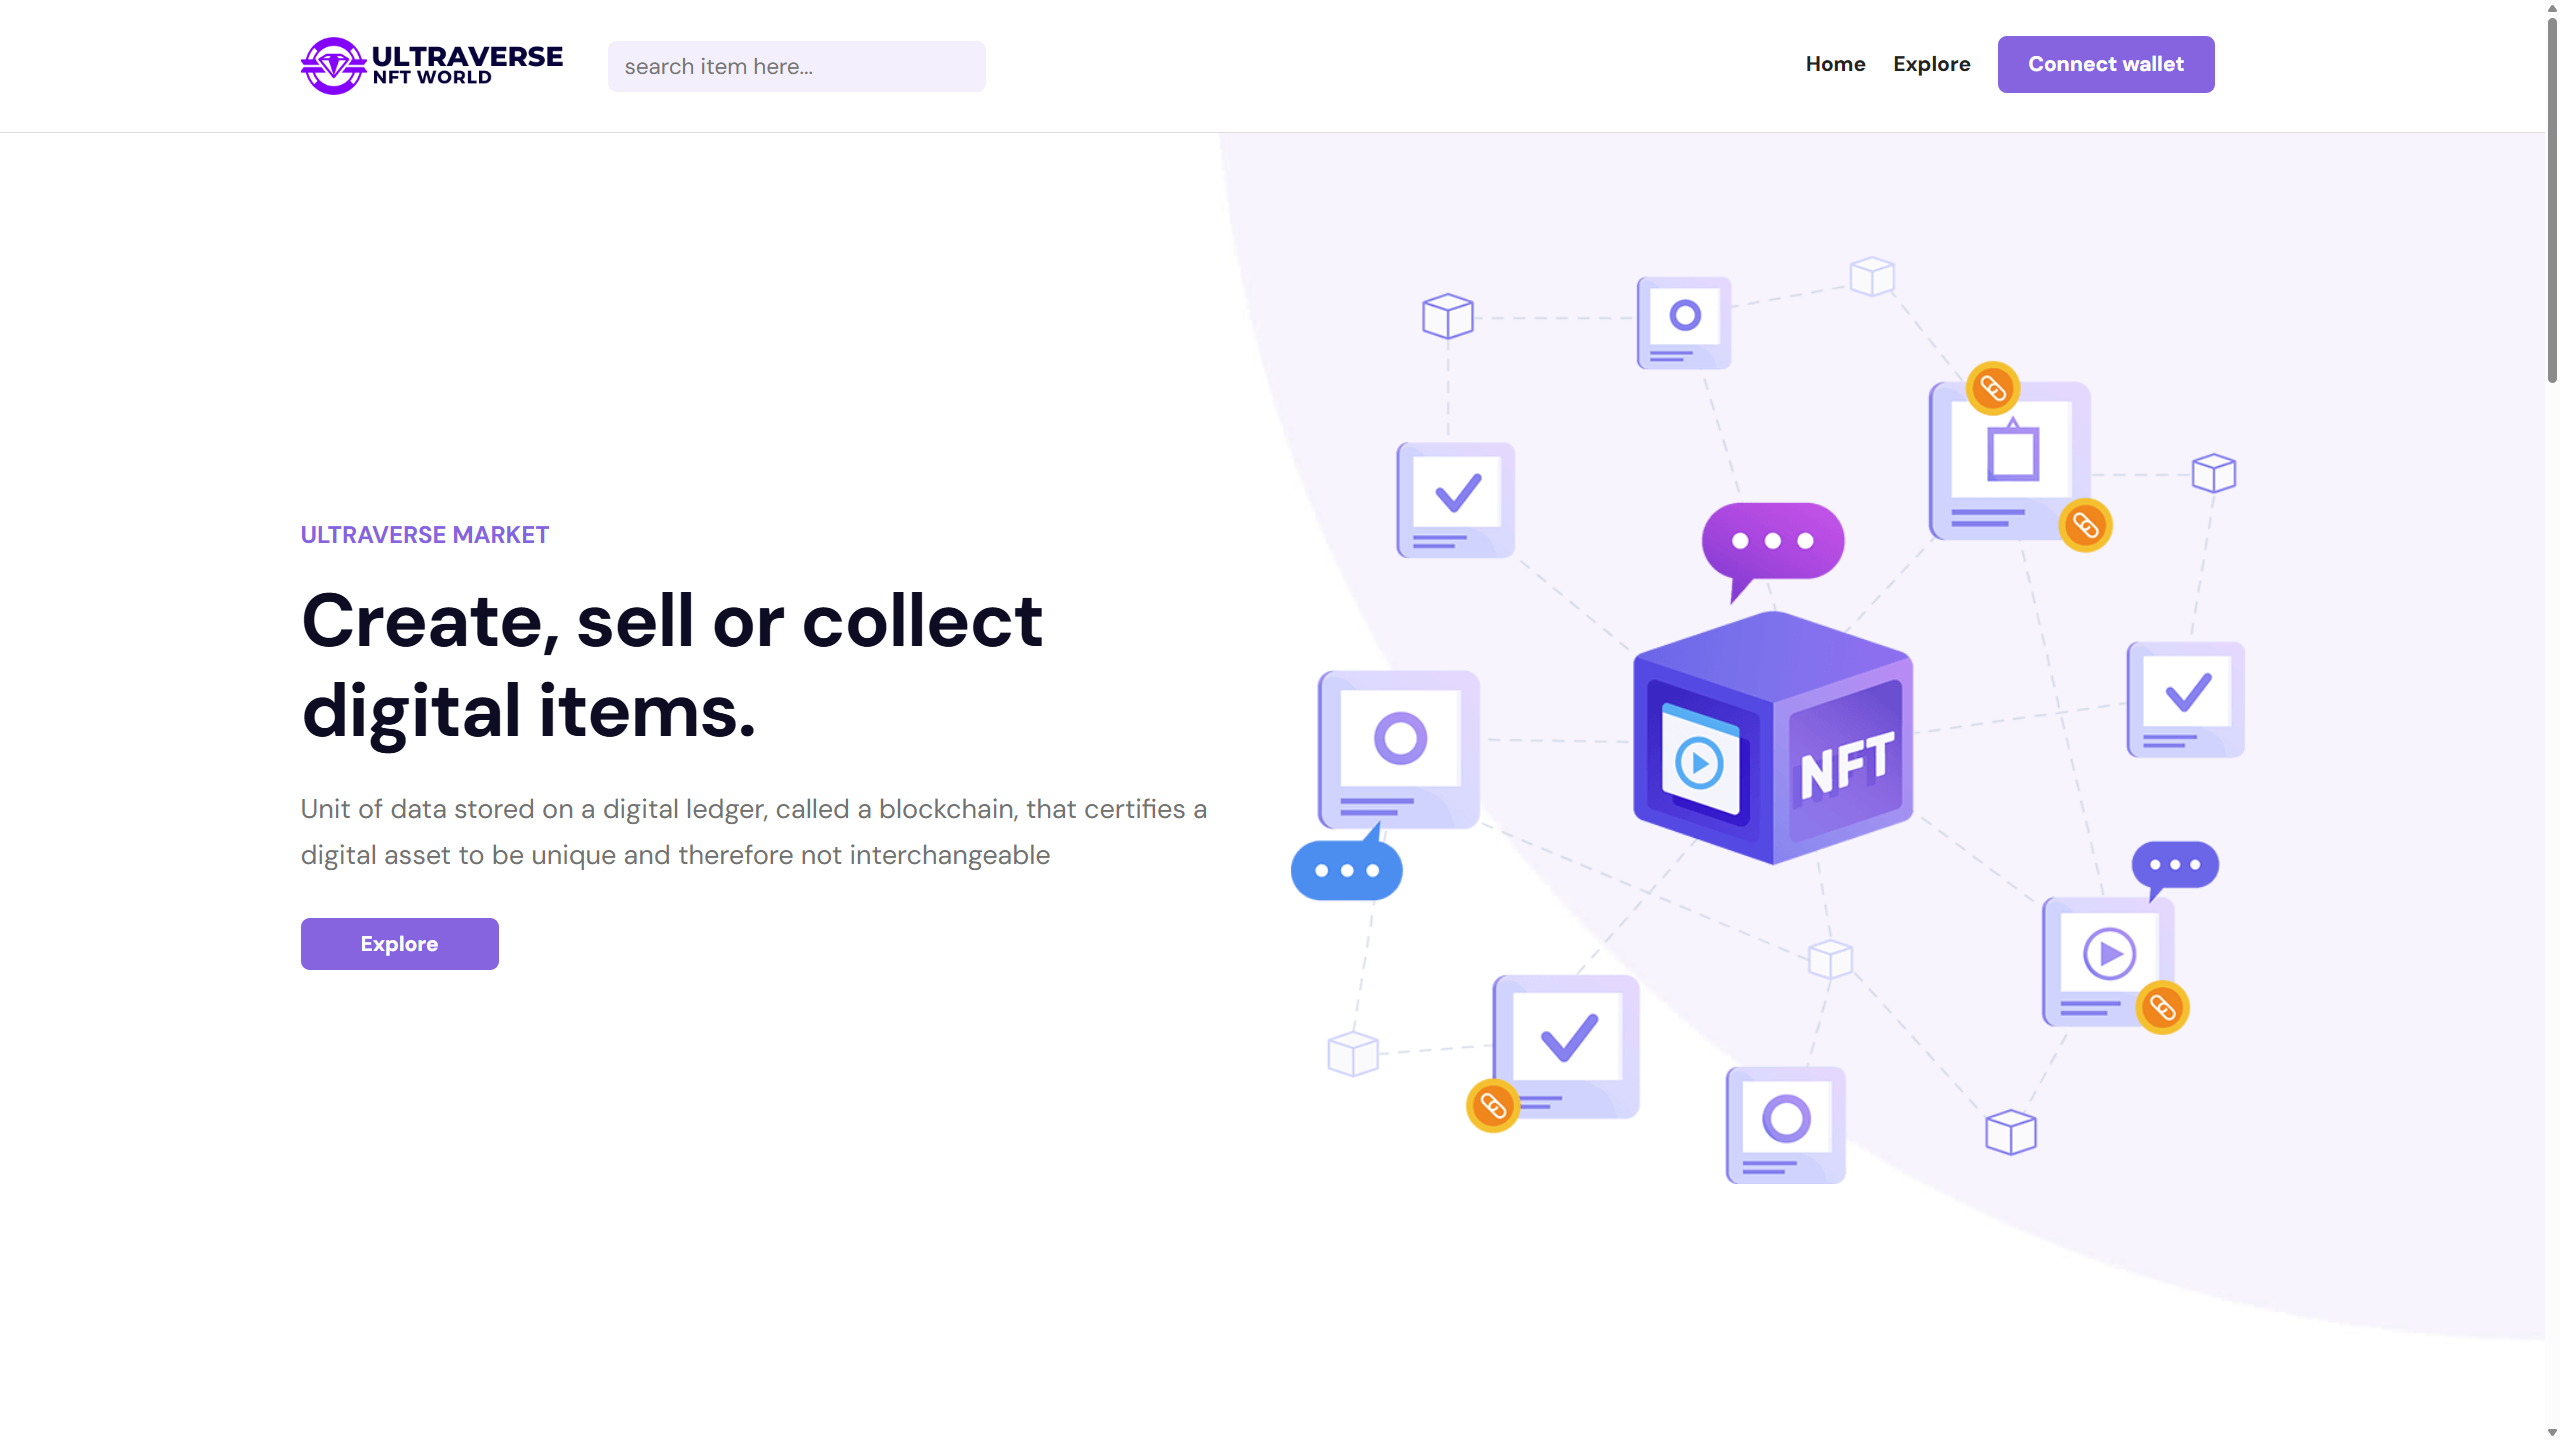 ULTRAVERSE
NFT WORLD
search item here...
Home
Explore
Connect wallet
ULTRAVERSE MARKET
Create, sell or collect
digital items.
Unit of data stored on a digital ledger, called a blockchain, that certifies a
digital asset to be unique and therefore not interchangeable
Explore
NFT